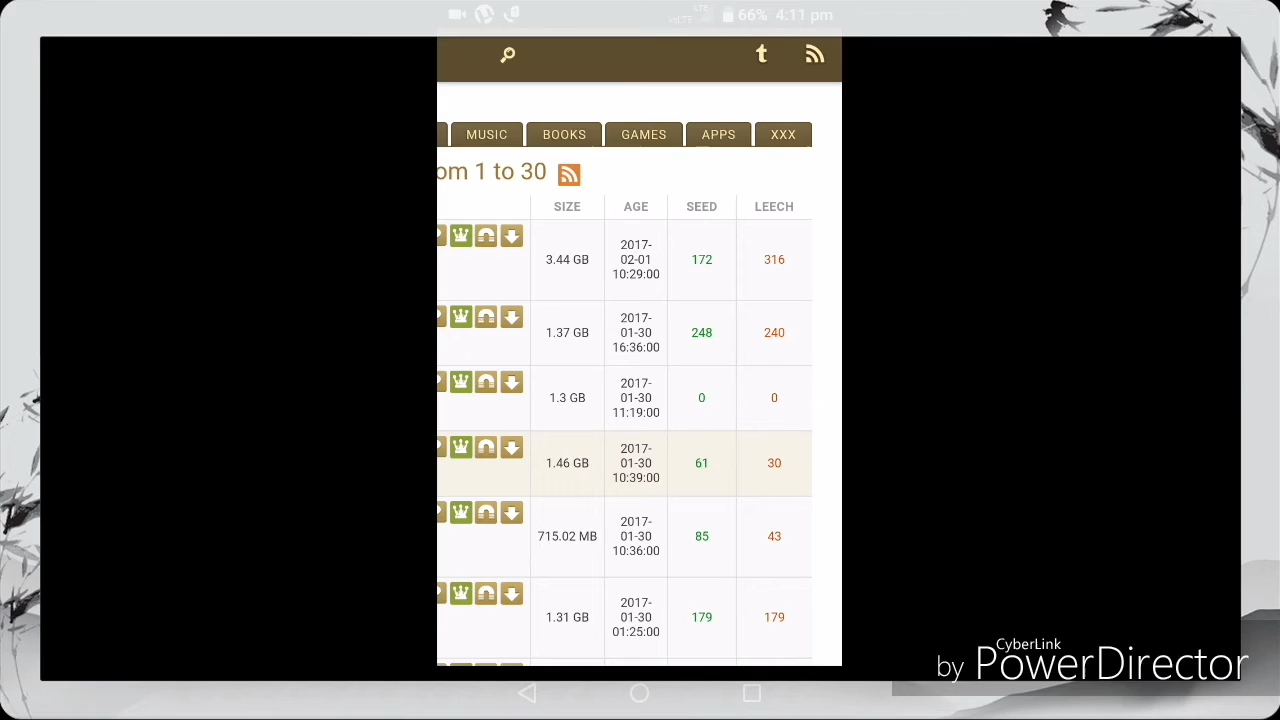 LTE
VoLTE
66% 4:11 pm
t
MUSIC BOOKS GAMES APPS XXX
om 1 to 30
SIZE AGE SEED LEECH
3.44 GB 2017-
02-01
10:29:00 172 316
1.37 GB 2017-
01-30
16:36:00 248 240
1.3 GB 2017-
01-30
11:19:00 0 0
1.46 GB 2017-
01-30
10:39:00 61 30
715.02 MB 2017-
01-30
10:36:00 85 43
1.31 GB 2017-
01-30
01:25:00 179 179
CyberLink
by PowerDirector